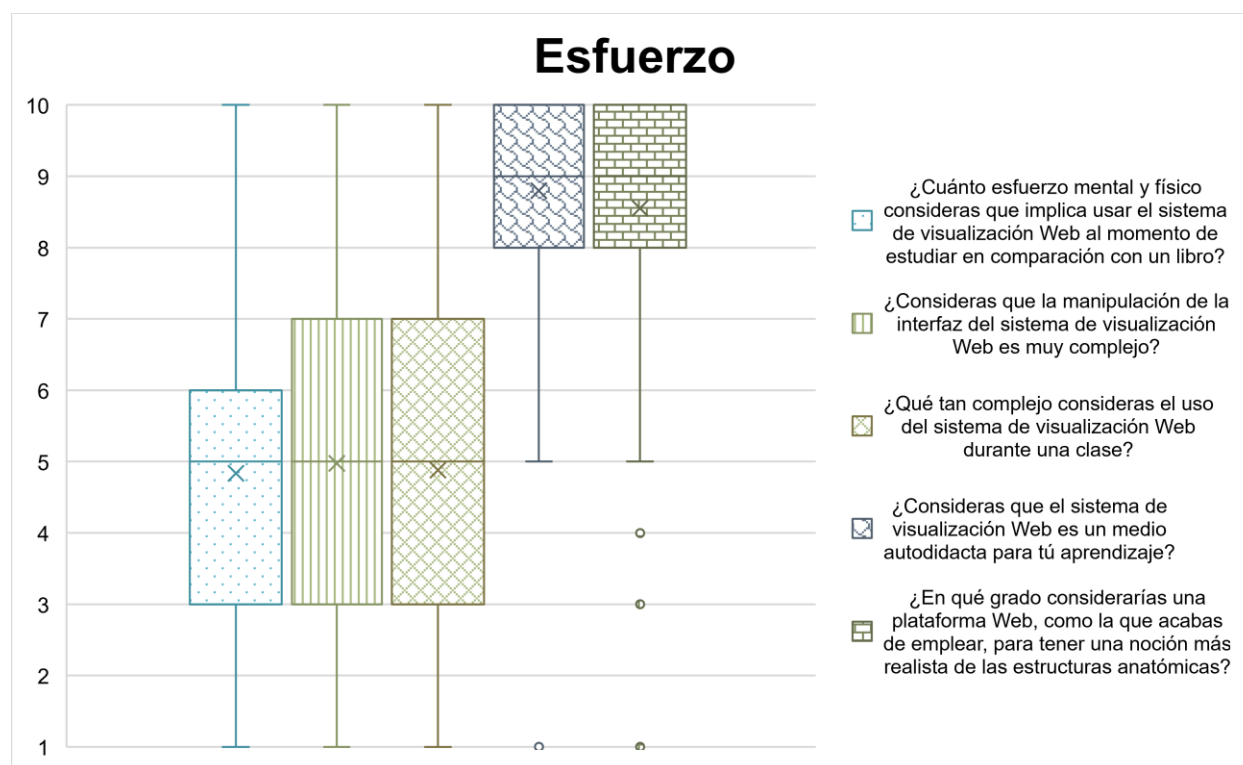 Esfuerzo
10
9
8
7
6
5
4
3
2
1
¿Cuánto esfuerzo mental y físico
consideras que implica usar el sistema
de visualización Web al momento de
estudiar en comparación con un libro?
¿Consideras que la manipulación de la
interfaz del sistema de visualización
Web es muy complejo?
¿Qué tan complejo consideras el uso
del sistema de visualización Web
durante una clase?
¿Consideras que el sistema de
visualización Web es un medio
autodidacta para tú aprendizaje?
¿En qué grado considerarías una
plataforma Web, como la que acabas
de emplear, para tener una noción más
realista de las estructuras anatómicas?